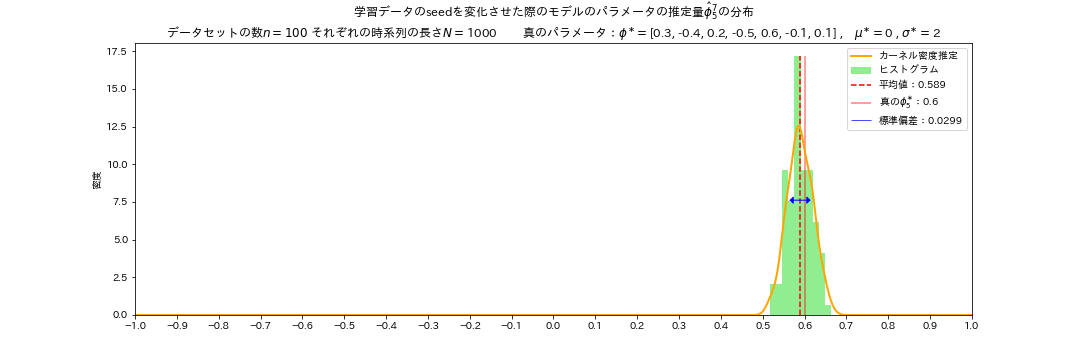 学習データのseedを変化させた際のモデルのパラメータの推定量$\hat{\phi}_5^7$の分布
データセットの数n = 100 それぞれの時系列の長さN = 1000 真のパラメータ：ϕ* = [0.3, -0.4, 0.2, -0.5, 0.6, -0.1, 0.1] , μ* = 0 , σ* = 2
17.5
15.0
12.5
10.0
7.5
5.0
2.5
0.0
密度
カーネル密度推定
ヒストグラム
平均値：0.589
真の$\phi_5^*$：0.6
標準偏差：0.0299
−1.0 −0.9 −0.8 −0.7 −0.6 −0.5 −0.4 −0.3 −0.2 −0.1 0.0 0.1 0.2 0.3 0.4 0.5 0.6 0.7 0.8 0.9 1.0